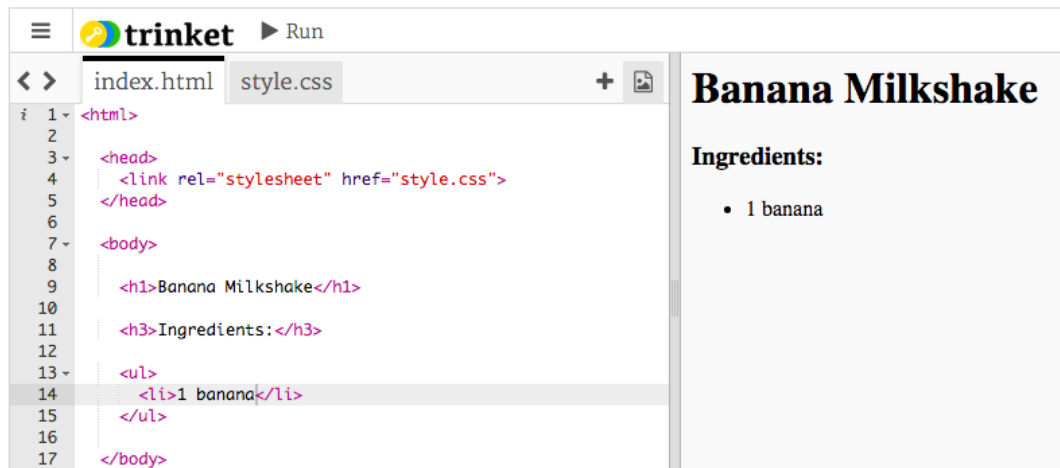 trinket Run
index.html style.css
i 1 <html>
2
3 <head>
4 <link rel="stylesheet" href="style.css">
5 </head>
6
7 <body>
8
9 <h1>Banana Milkshake</h1>
10
11 <h3>Ingredients:</h3>
12
13 <ul>
14 <li>1 banana</li>
15 </ul>
16
17 </body>
Banana Milkshake
Ingredients:
• 1 banana